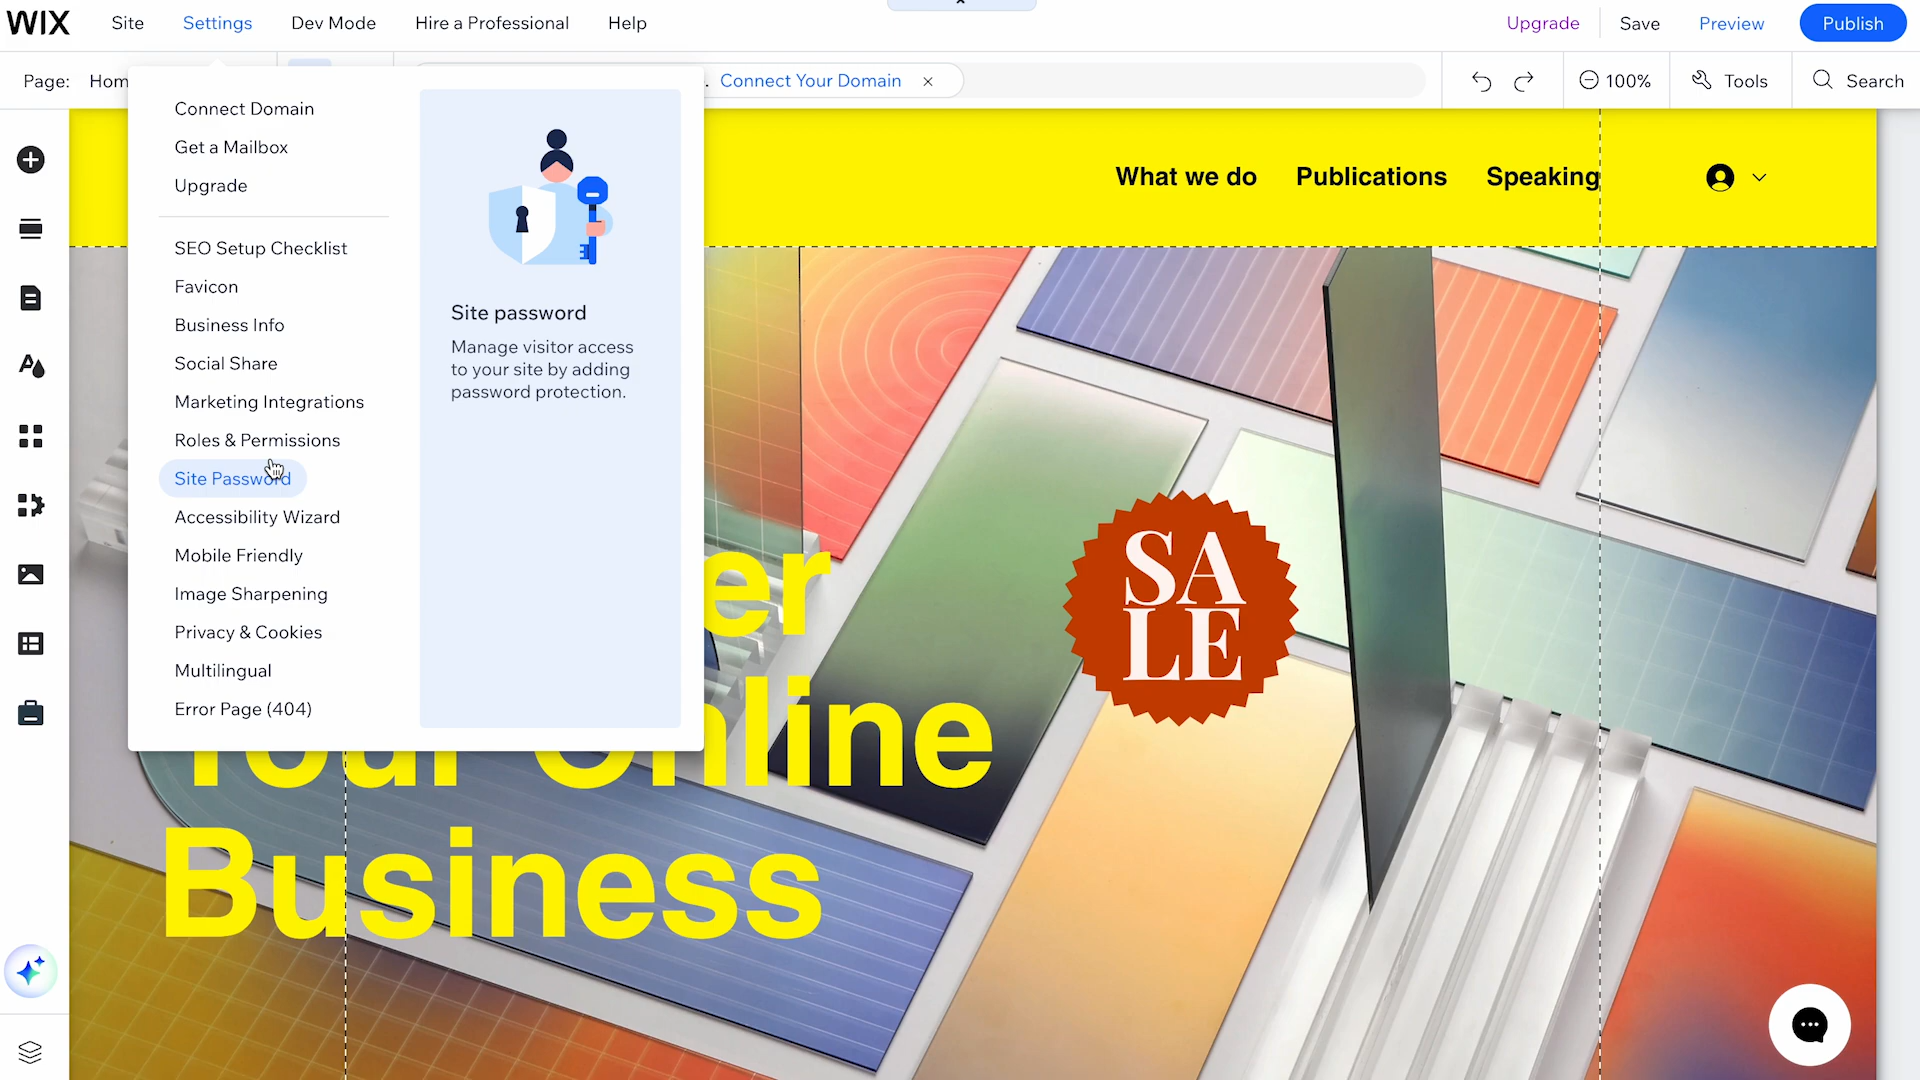 WIX
Site
Settings
Dev Mode
Hire a Professional
Help
Upgrade
Save
Preview
Publish
Page: Hom
. Connect Your Domain
100%
Tools
Search
Connect Domain
Get a Mailbox
Upgrade
SEO Setup Checklist
Favicon
Business Info
Social Share
Marketing Integrations
Roles & Permissions
Site Password
Accessibility Wizard
Mobile Friendly
Image Sharpening
Privacy & Cookies
Multilingual
Error Page (404)
Site password
Manage visitor access
to your site by adding
password protection.
What we do
Publications
Speaking
er
Your Online
Business
SA
LE